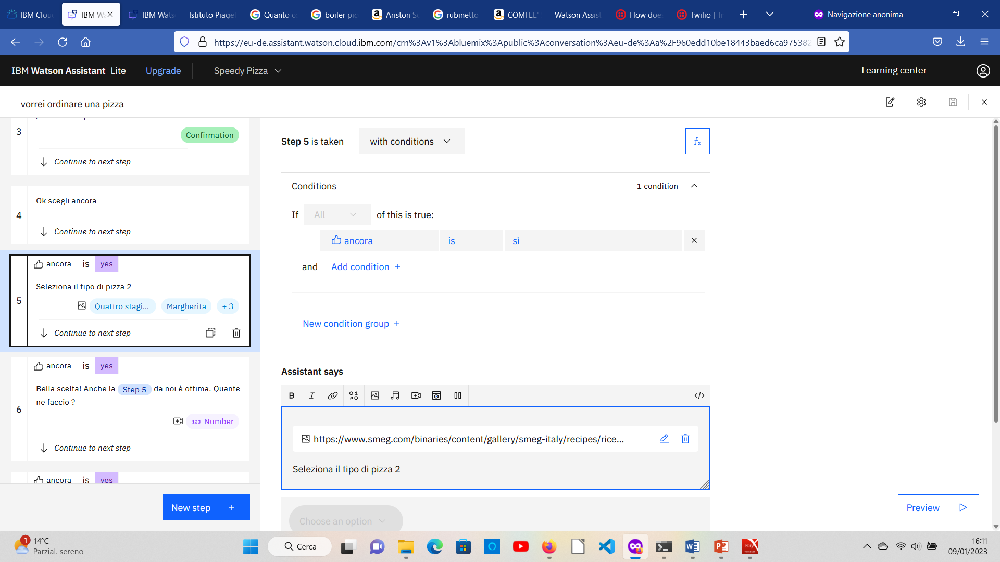 IBM Clou
IBM Wa
IBM Wats
Istituto Piaget
Quanto co
boiler pic
Ariston Sc
rubinetto
COMFEE'
Watson Assist
How doe
Twilio | Tr
Navigazione anonima
https://eu-de.assistant.watson.cloud.ibm.com/crn%3Av1%3Abluemix%3Apublic%3Aconversation%3Aeu-de%3Aa%2F960edd10be18443baed6ca975382
IBM Watson Assistant Lite
Upgrade
Speedy Pizza
Learning center
vorrei ordinare una pizza
3
Confirmation
Continue to next step
4
Ok scegli ancora
Continue to next step
5
ancora is yes
Seleziona il tipo di pizza 2
Quattro stagi... Margherita + 3
Continue to next step
6
ancora is yes
Bella scelta! Anche la Step 5 da noi è ottima. Quante
ne faccio ?
123 Number
Continue to next step
ancora is yes
New step +
Step 5 is taken with conditions
fx
Conditions 1 condition
If All of this is true:
ancora is sì
and Add condition +
New condition group +
Assistant says
B I
</>
https://www.smeg.com/binaries/content/gallery/smeg-italy/recipes/rice...
Seleziona il tipo di pizza 2
Choose an option
Preview
1
14°C
Parzial. sereno
Cerca
16:11
09/01/2023